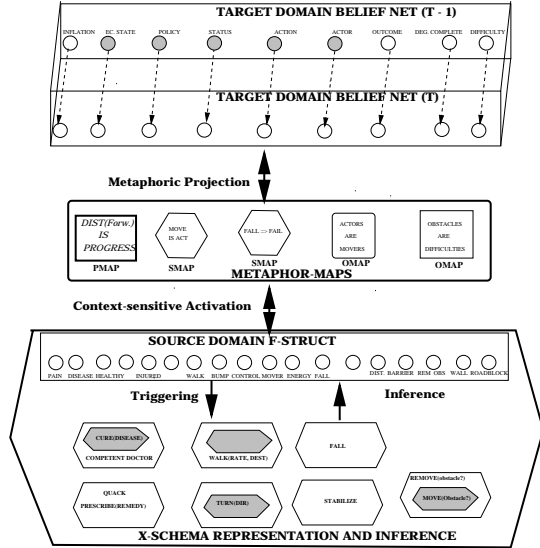 TARGET DOMAIN BELIEF NET (T - 1)
INFLATION EC. STATE POLICY STATUS ACTION ACTOR OUTCOME DEG. COMPLETE DIFFICULTY
TARGET DOMAIN BELIEF NET (T)
Metaphoric Projection
DIST(Forw.)
IS
PROGRESS
PMAP
MOVE
IS ACT
SMAP
FALL => FAIL
SMAP
ACTORS
ARE
MOVERS
OMAP
OBSTACLES
ARE
DIFFICULTIES
OMAP
METAPHOR-MAPS
Context-sensitive Activation
SOURCE DOMAIN F-STRUCT
PAIN DISEASE HEALTHY INJURED WALK BUMP CONTROL MOVER ENERGY FALL DIST. BARRIER REM OBS WALL ROADBLOCK
Triggering
Inference
CURE(DISEASE)
COMPETENT DOCTOR
WALK(RATE, DEST)
FALL
QUACK
PRESCRIBE(REMEDY)
TURN(DIR)
STABILIZE
REMOVE(obstacle?)
MOVE(Obstacle?)
X-SCHEMA REPRESENTATION AND INFERENCE